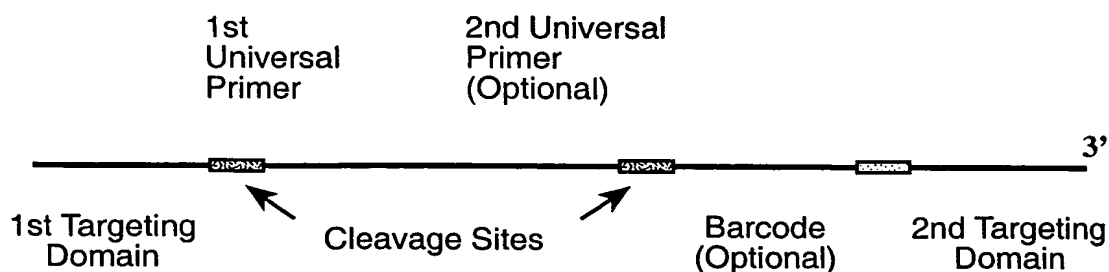 1st
Universal
Primer
2nd Universal
Primer
(Optional)
3'
1st Targeting
Domain
Cleavage Sites
Barcode
(Optional)
2nd Targeting
Domain